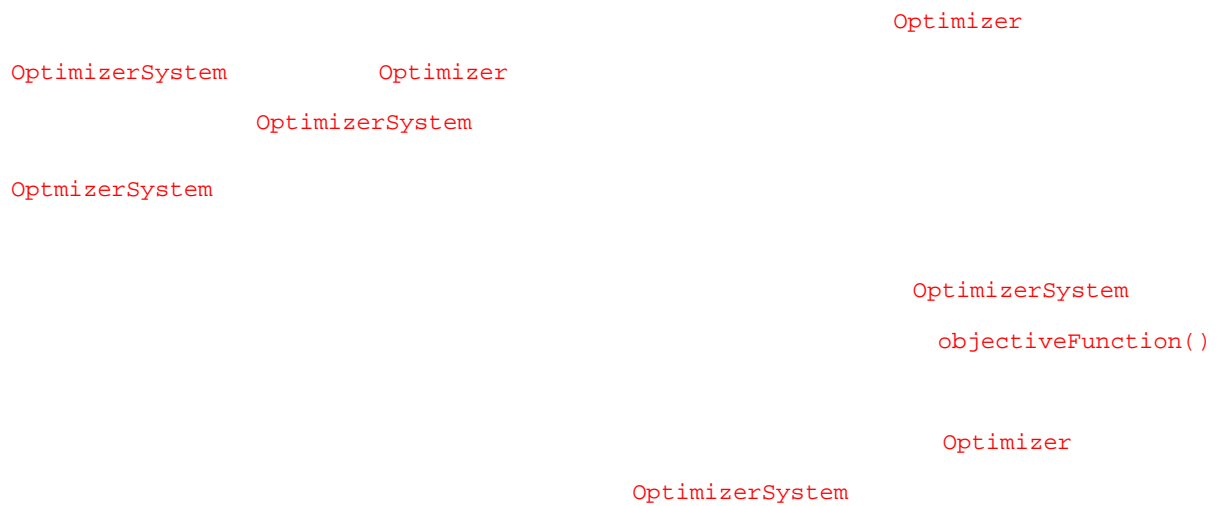 Optimizer
OptimizerSystem Optimizer
OptimizerSystem
OptmizerSystem
OptimizerSystem
objectiveFunction()
Optimizer
OptimizerSystem